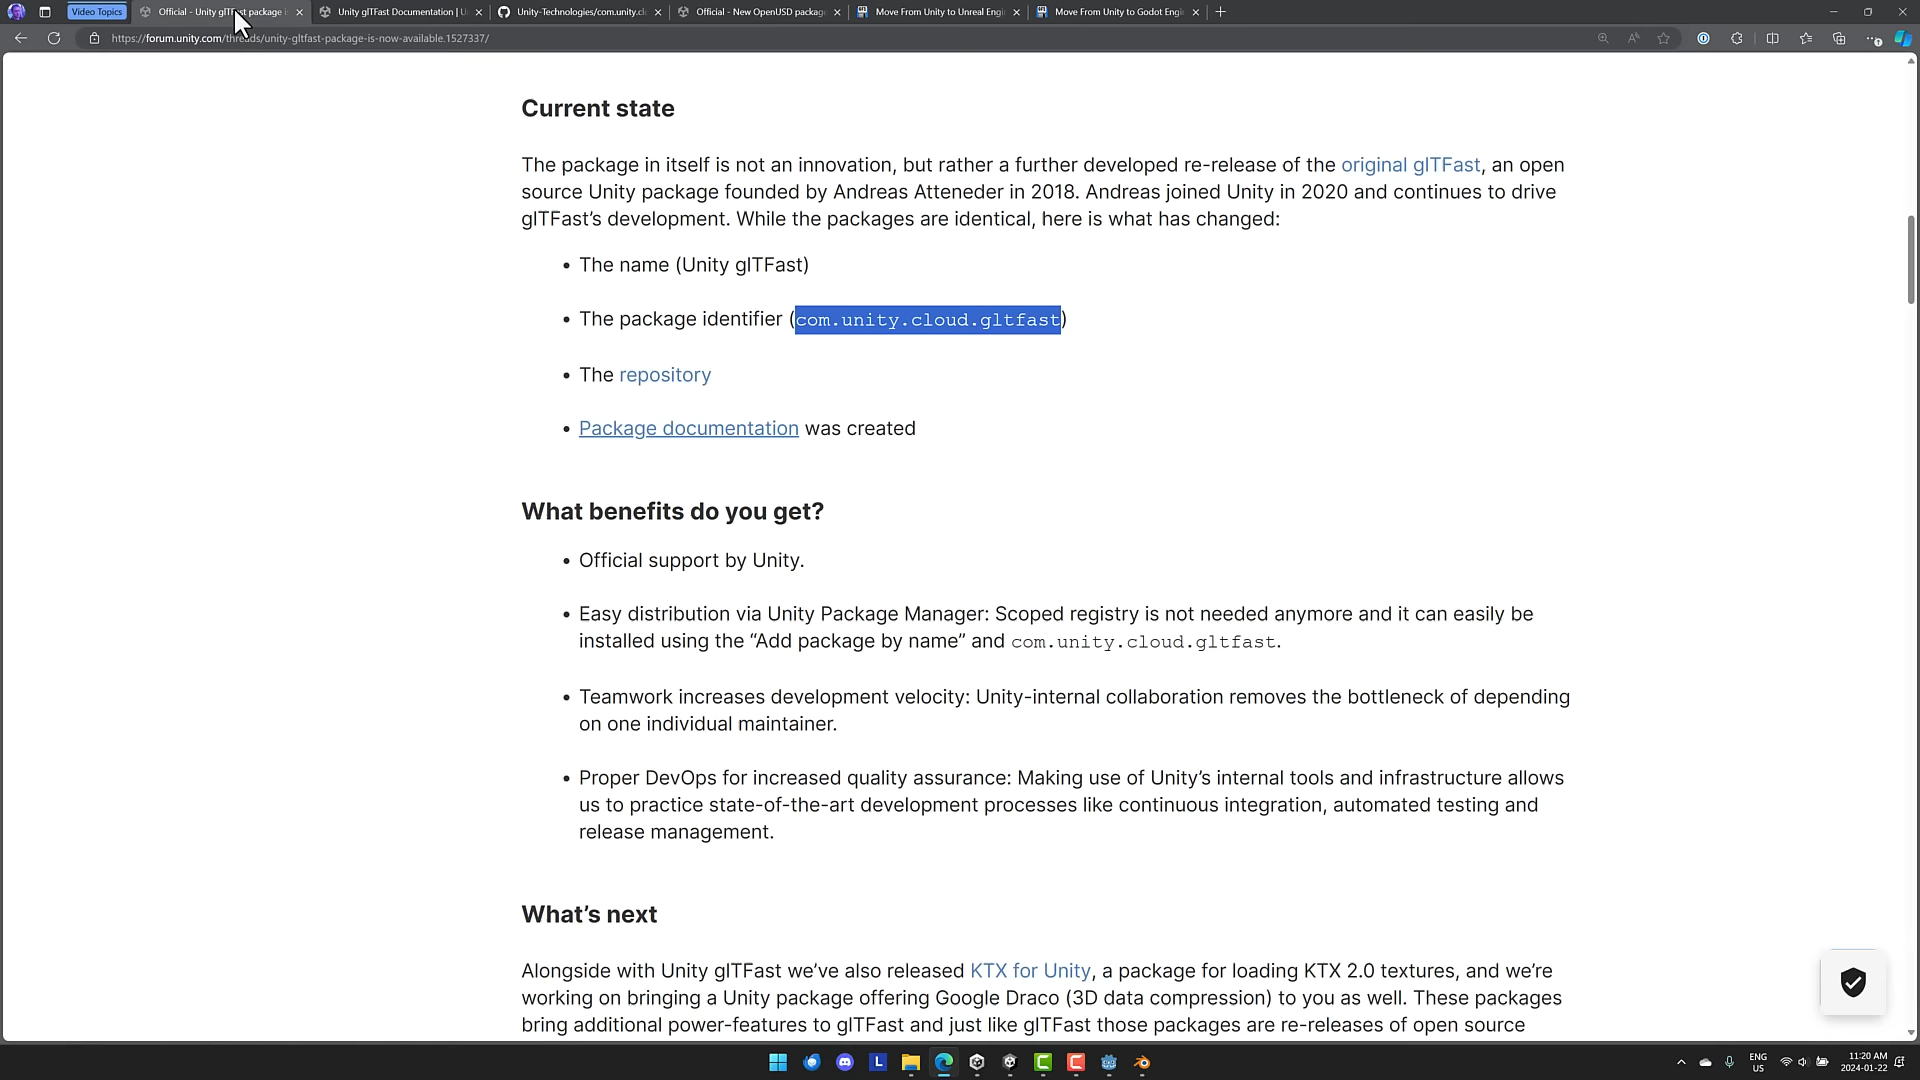 Video Topics
Official - Unity glTFast package i
Unity glTFast Documentation | U
Unity-Technologies/com.unity.cl
Official - New OpenUSD package
Move From Unity to Unreal Engi
Move From Unity to Godot Engi
https://forum.unity.com/threads/unity-gltfast-package-is-now-available.1527337/
Current state
The package in itself is not an innovation, but rather a further developed re-release of the original glTFast, an open
source Unity package founded by Andreas Atteneder in 2018. Andreas joined Unity in 2020 and continues to drive
glTFast’s development. While the packages are identical, here is what has changed:
• The name (Unity glTFast)
• The package identifier (com.unity.cloud.gltfast)
• The repository
• Package documentation was created
What benefits do you get?
• Official support by Unity.
• Easy distribution via Unity Package Manager: Scoped registry is not needed anymore and it can easily be
installed using the “Add package by name” and com.unity.cloud.gltfast.
• Teamwork increases development velocity: Unity-internal collaboration removes the bottleneck of depending
on one individual maintainer.
• Proper DevOps for increased quality assurance: Making use of Unity’s internal tools and infrastructure allows
us to practice state-of-the-art development processes like continuous integration, automated testing and
release management.
What’s next
Alongside with Unity glTFast we’ve also released KTX for Unity, a package for loading KTX 2.0 textures, and we’re
working on bringing a Unity package offering Google Draco (3D data compression) to you as well. These packages
bring additional power-features to glTFast and just like glTFast those packages are re-releases of open source
L
ENG
US
11:20 AM
2024-01-22